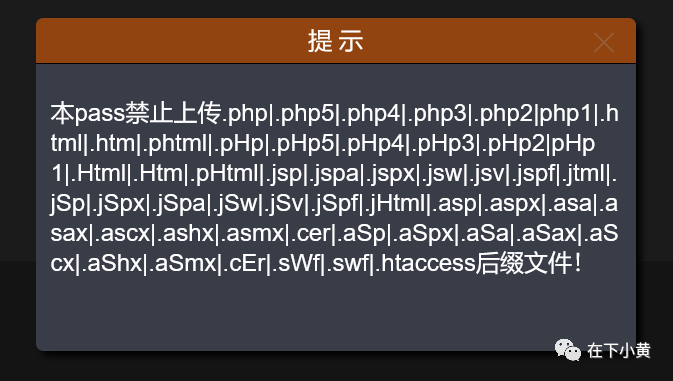 提示
本pass禁止上传.php|.php5|.php4|.php3|.php2|php1|.h
tml|.htm|.phtml|.pHp|.pHp5|.pHp4|.pHp3|.pHp2|pHp
1|.Html|.Htm|.pHtml|.jsp|.jspa|.jspx|.jsw|.jsv|.jspf|.jtml|.
jSp|.jSpx|.jSpa|.jSw|.jSv|.jSpf|.jHtml|.asp|.aspx|.asa|.a
sax|.ascx|.ashx|.asmx|.cer|.aSp|.aSpx|.aSa|.aSax|.aS
cx|.aShx|.aSmx|.cEr|.sWf|.swf|.htaccess后缀文件！
在下小黄